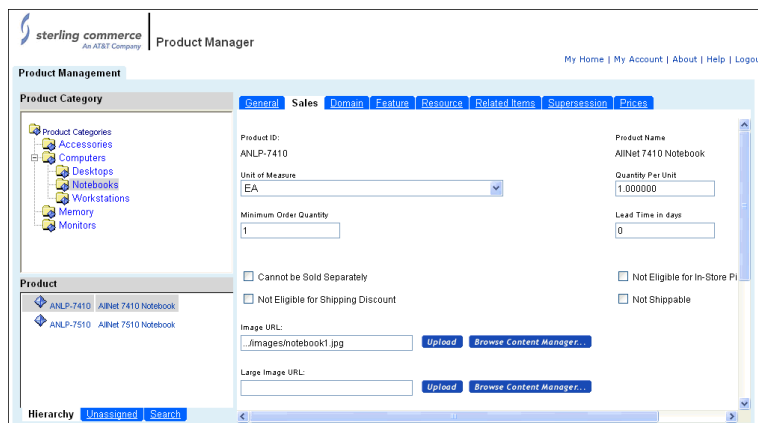 sterling commerce
An AT&T Company
Product Manager
My Home | My Account | About | Help | Logou
Product Management
Product Category
Product Categories
Accessories
Computers
Desktops
Notebooks
Workstations
Memory
Monitors
Product
ANLP-7410 AllNet 7410 Notebook
ANLP-7510 AllNet 7510 Notebook
Hierarchy Unassigned Search
General Sales Domain Feature Resource Related Items Supersession Prices
Product ID: Product Name
ANLP-7410 AllNet 7410 Notebook
Unit of Measure Quantity Per Unit
EA 1.000000
Minimum Order Quantity Lead Time in days
1 0
Cannot be Sold Separately Not Eligible for In-Store Pi
Not Eligible for Shipping Discount Not Shippable
Image URL:
.../images/notebook1.jpg Upload Browse Content Manager...
Large Image URL:
Upload Browse Content Manager...